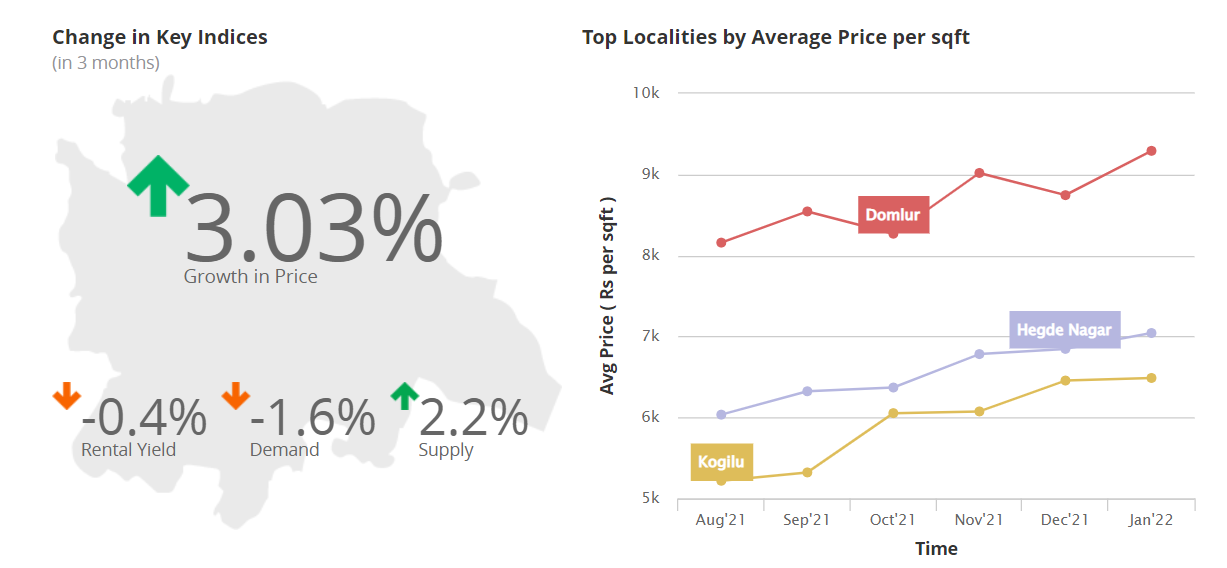 Change in Key Indices
(in 3 months)
3.03%
Growth in Price
-0.4%
Rental Yield
-1.6%
Demand
2.2%
Supply
Top Localities by Average Price per sqft
Avg Price ( Rs per sqft )
10k
9k
8k
7k
6k
5k
Domlur
Hegde Nagar
Kogilu
Aug'21
Sep'21
Oct'21
Nov'21
Dec'21
Jan'22
Time